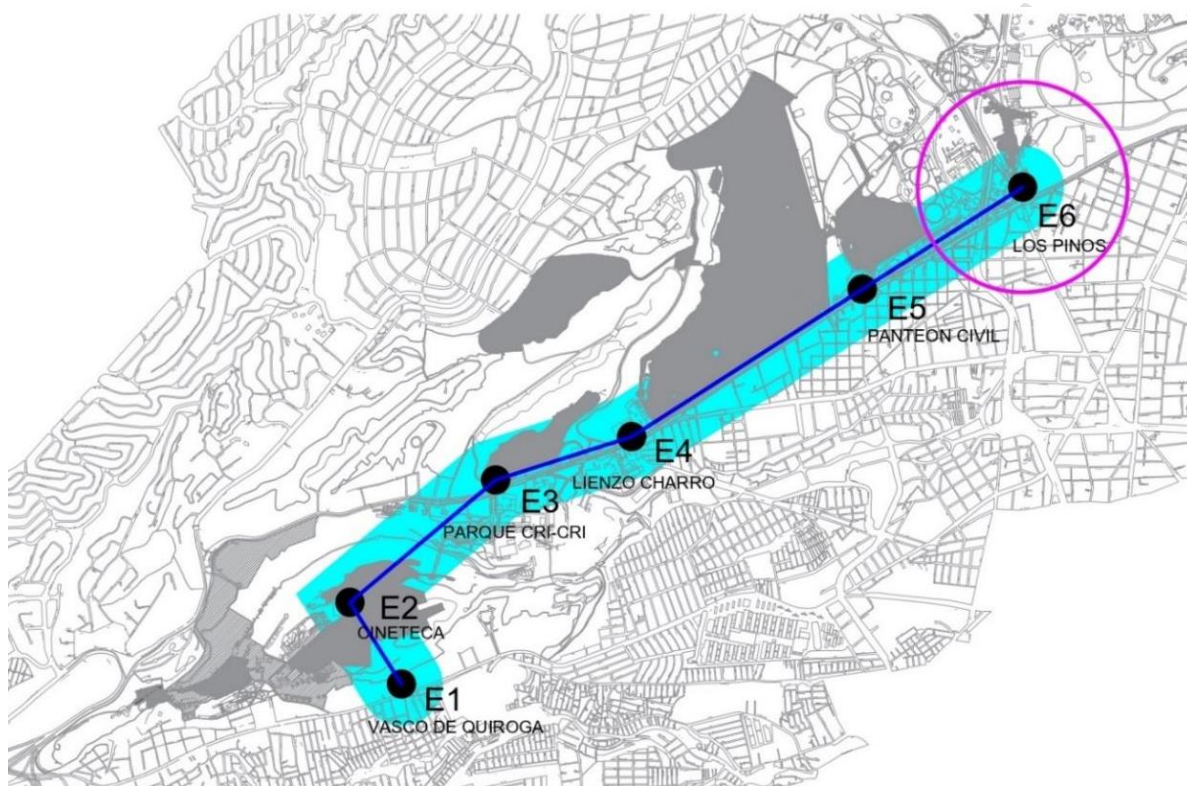 E6
LOS PINOS
E5
PANTEON CIVIL
E4
LIENZO CHARRO
E3
PARQUE CRI-CRI
E2
CINETECA
E1
VASCO DE QUIROGA